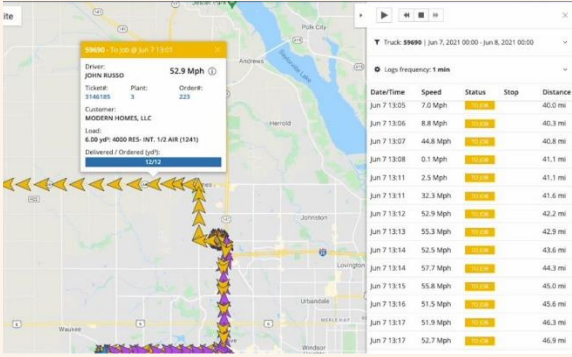 ite
Polk City
Andrews
Saylorville Lake
Herrold
Johnston
Lovington
Urbandale
MERLE HAY
Waukee
Windsor
59690 - To Job @ Jun 7 13:03
Driver:
JOHN RUSSO
52.9 Mph
Ticket#: Plant: Order#:
3146185 3 223
Customer:
MODERN HOMES, LLC
Load:
6.00 yd³: 4000 RES- INT. 1/2 AIR (1241)
Delivered / Ordered (yd³):
12/12
Truck: 59690 | Jun 7, 2021 00:00 - Jun 8, 2021 00:00
Logs frequency: 1 min
Date/Time Speed Status Stop Distance
Jun 7 13:05 7.0 Mph TO JOB 40.0 mi
Jun 7 13:06 8.8 Mph TO JOB 40.3 mi
Jun 7 13:07 44.8 Mph TO JOB 40.8 mi
Jun 7 13:08 0.1 Mph TO JOB 41.1 mi
Jun 7 13:11 2.5 Mph TO JOB 41.1 mi
Jun 7 13:11 32.3 Mph TO JOB 41.6 mi
Jun 7 13:12 52.9 Mph TO JOB 42.2 mi
Jun 7 13:13 55.3 Mph TO JOB 42.9 mi
Jun 7 13:14 52.5 Mph TO JOB 43.6 mi
Jun 7 13:14 57.7 Mph TO JOB 44.3 mi
Jun 7 13:15 55.8 Mph TO JOB 45.0 mi
Jun 7 13:16 51.5 Mph TO JOB 45.6 mi
Jun 7 13:17 51.9 Mph TO JOB 46.3 mi
Jun 7 13:17 52.7 Mph TO JOB 46.9 mi